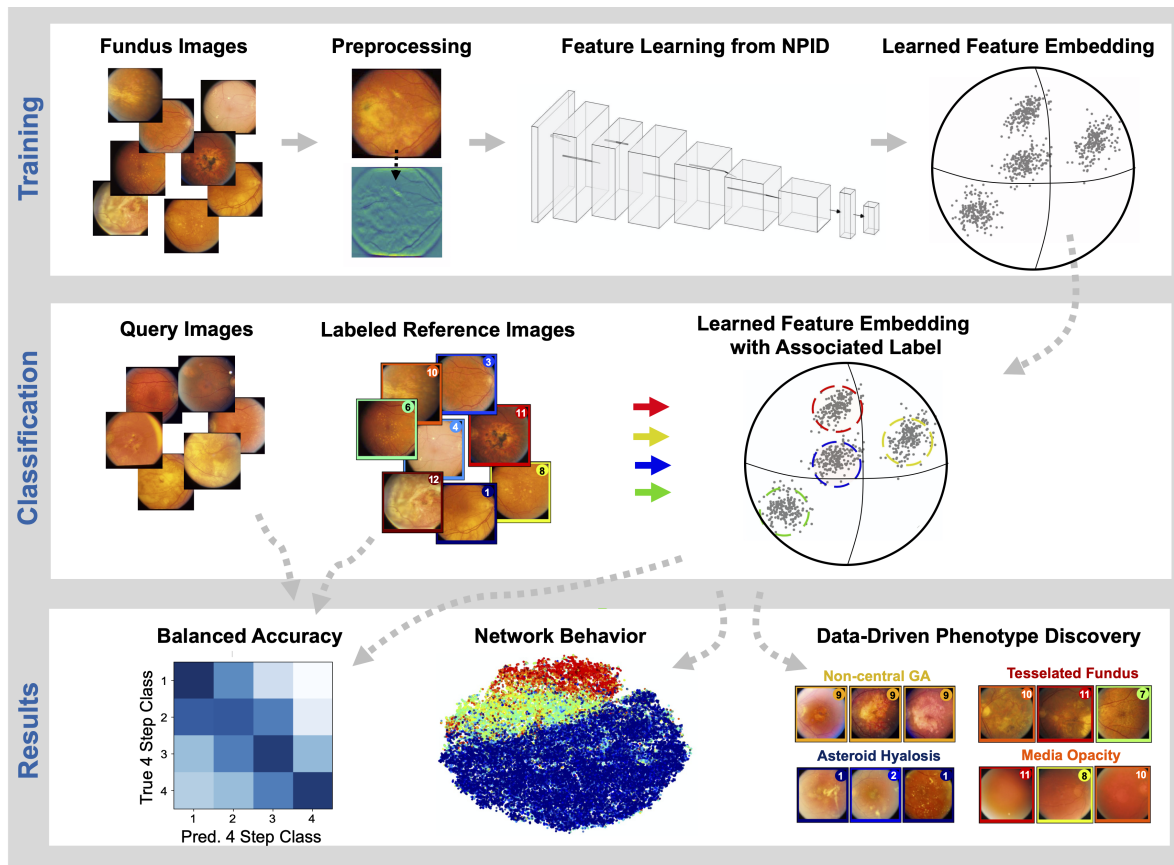 Training
Fundus Images
Preprocessing
Feature Learning from NPID
Learned Feature Embedding
Classification
Query Images
Labeled Reference Images
Learned Feature Embedding
with Associated Label
3
10
6
11
4
8
12
1
Results
Balanced Accuracy
Network Behavior
Data-Driven Phenotype Discovery
True 4 Step Class
1
2
3
4
1 2 3 4
Pred. 4 Step Class
Non-central GA
9 9 9
Tesselated Fundus
10 11 7
Asteroid Hyalosis
1 2 1
Media Opacity
11 8 10